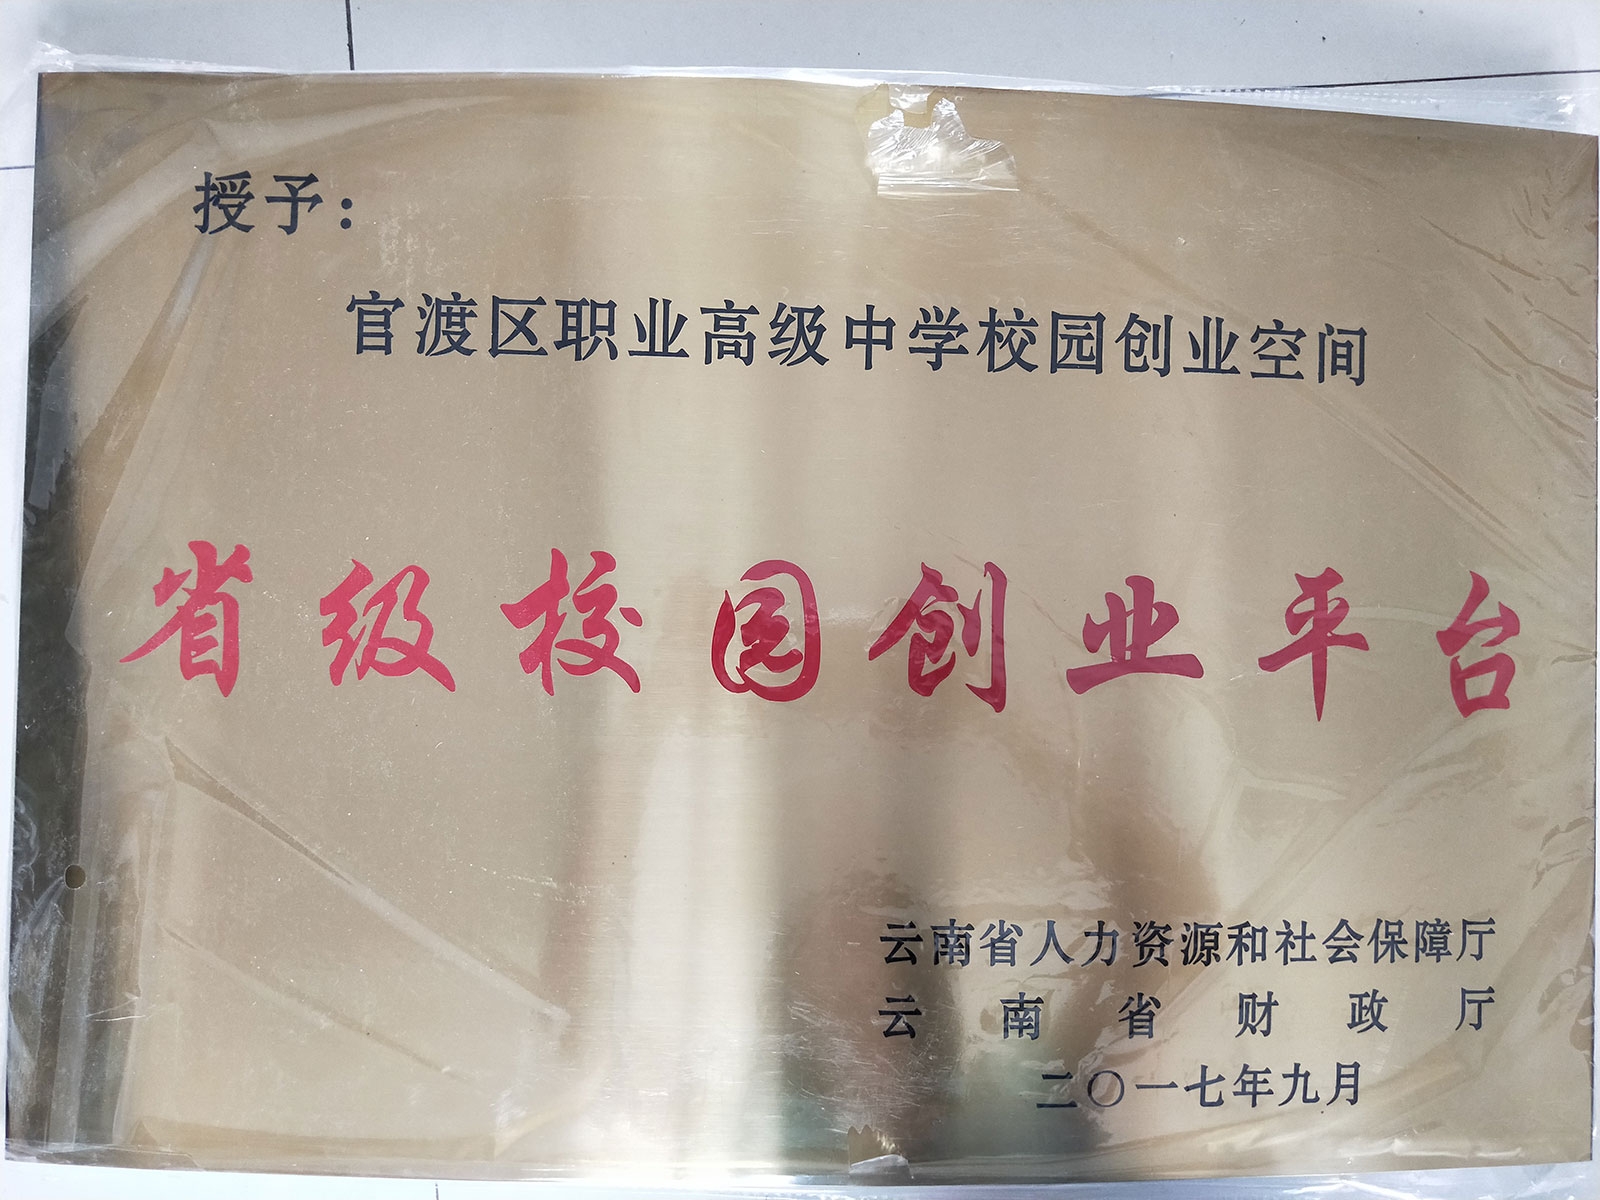 授予：
官渡区职业高级中学校园创业空间
省级校园创业平台
云南省人力资源和社会保障厅
云南省财政厅
二〇一七年九月